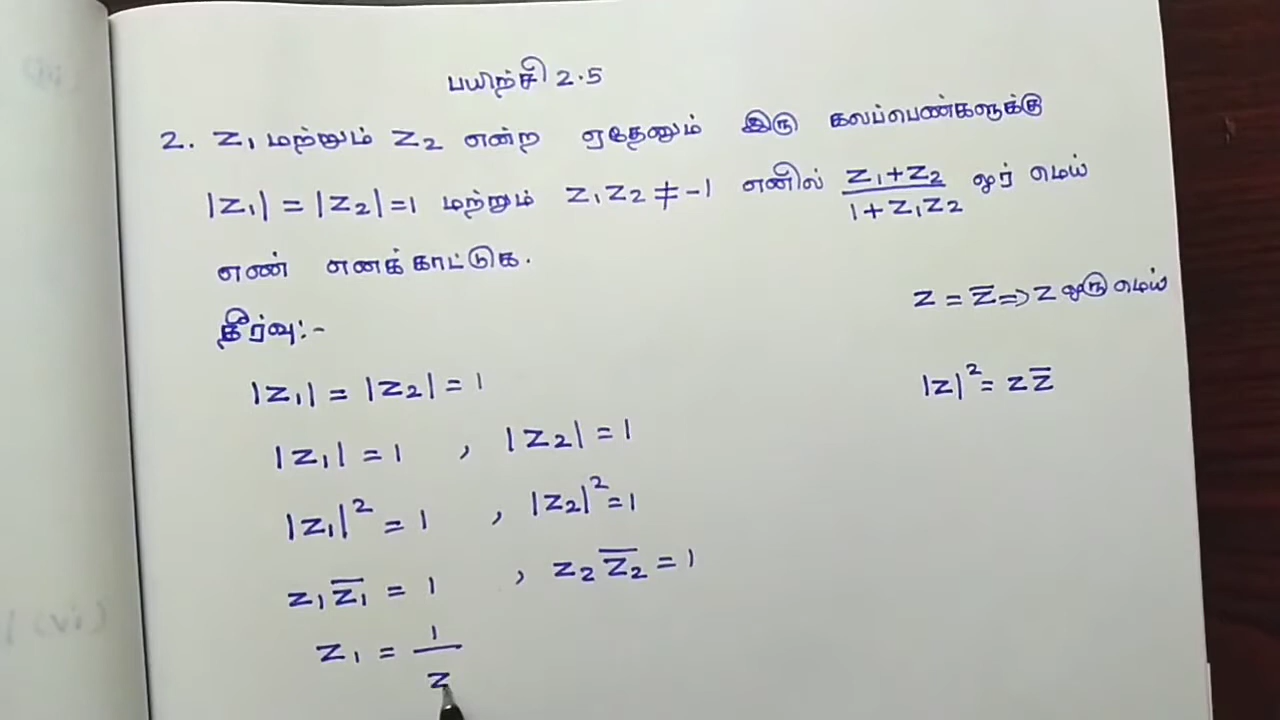 பயிற்சி 2.5
2. Z₁ மற்றும் Z₂ என்ற ஏதேனும் இரு கலப்பெண்களுக்கு
|Z₁| = |Z₂| = 1 மற்றும் Z₁Z₂ ≠ -1 எனில் (Z₁+Z₂)/(1+Z₁Z₂) ஓர் மெய்
எண் எனக்காட்டுக.
Z = Z̅ => Z ஒரு மெய்
தீர்வு:-
|Z₁| = |Z₂| = 1
|Z|² = ZZ̅
|Z₁| = 1 , |Z₂| = 1
|Z₁|² = 1 , |Z₂|² = 1
Z₁Z̅₁ = 1 , Z₂Z̅₂ = 1
Z₁ = 1/Z